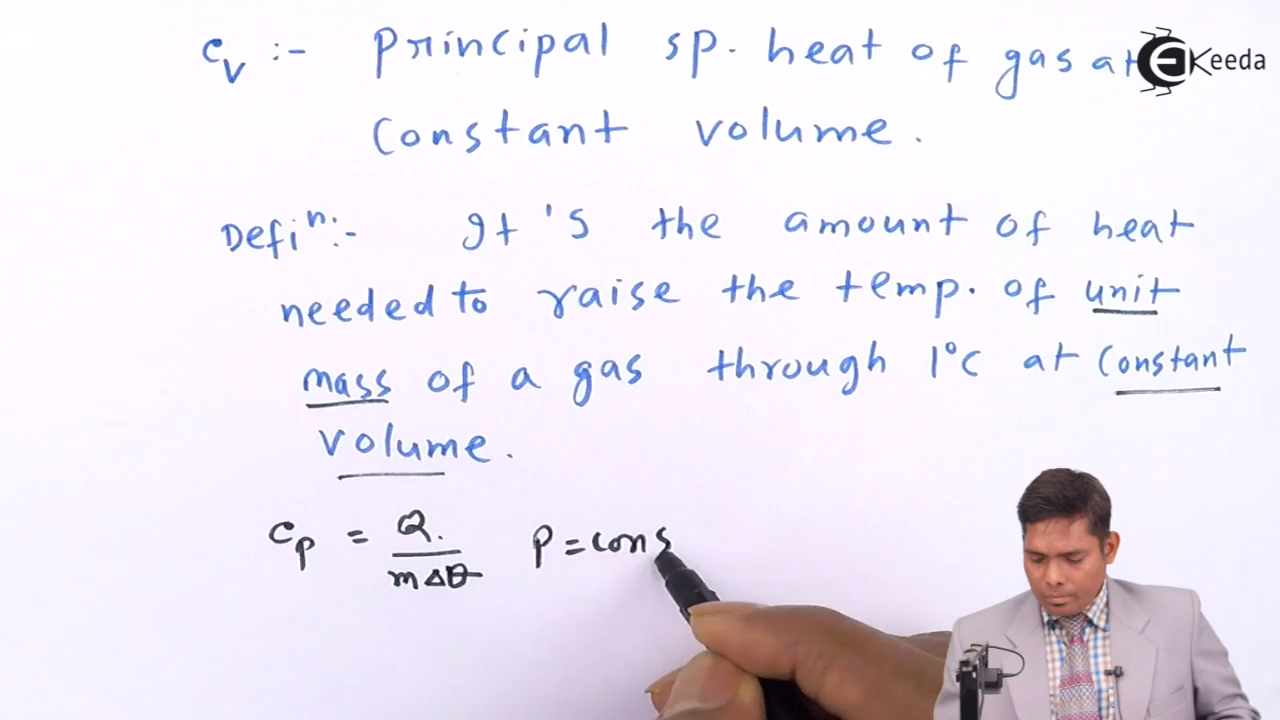 Cv :- Principal sp. heat of gas at
constant volume.
Keeda
Defiⁿ:- It's the amount of heat
needed to raise the temp. of unit
mass of a gas through 1°C at constant
volume.
Cp = Q. / mΔθ P = cons